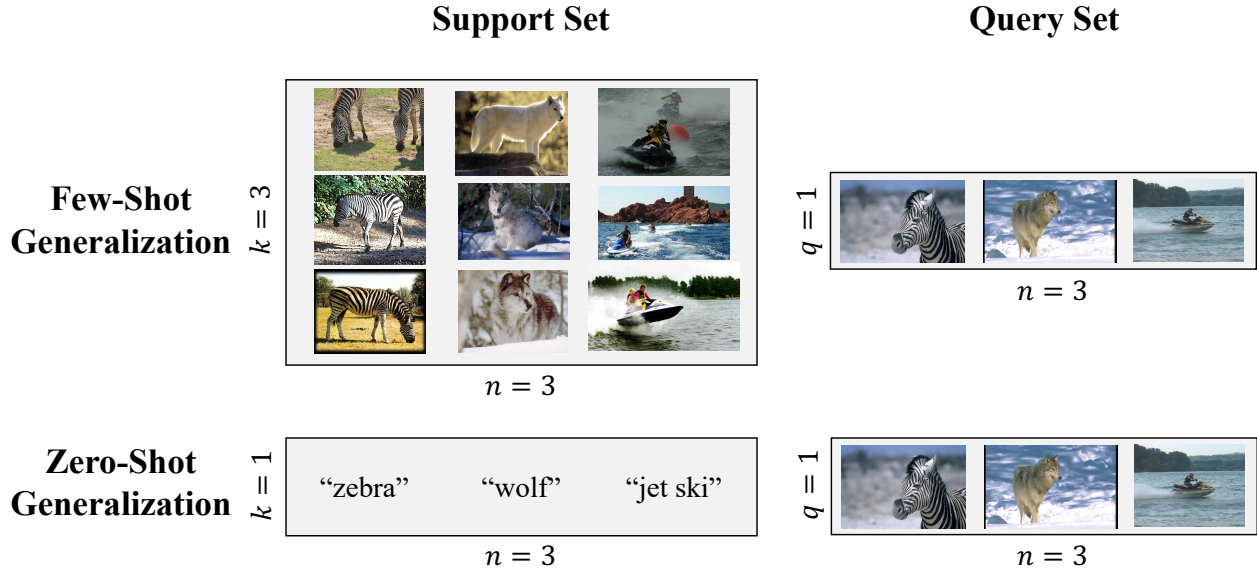 Support Set
Query Set
Few-Shot
Generalization
k = 3
n = 3
q = 1
n = 3
Zero-Shot
Generalization
k = 1
“zebra”
“wolf”
“jet ski”
n = 3
q = 1
n = 3